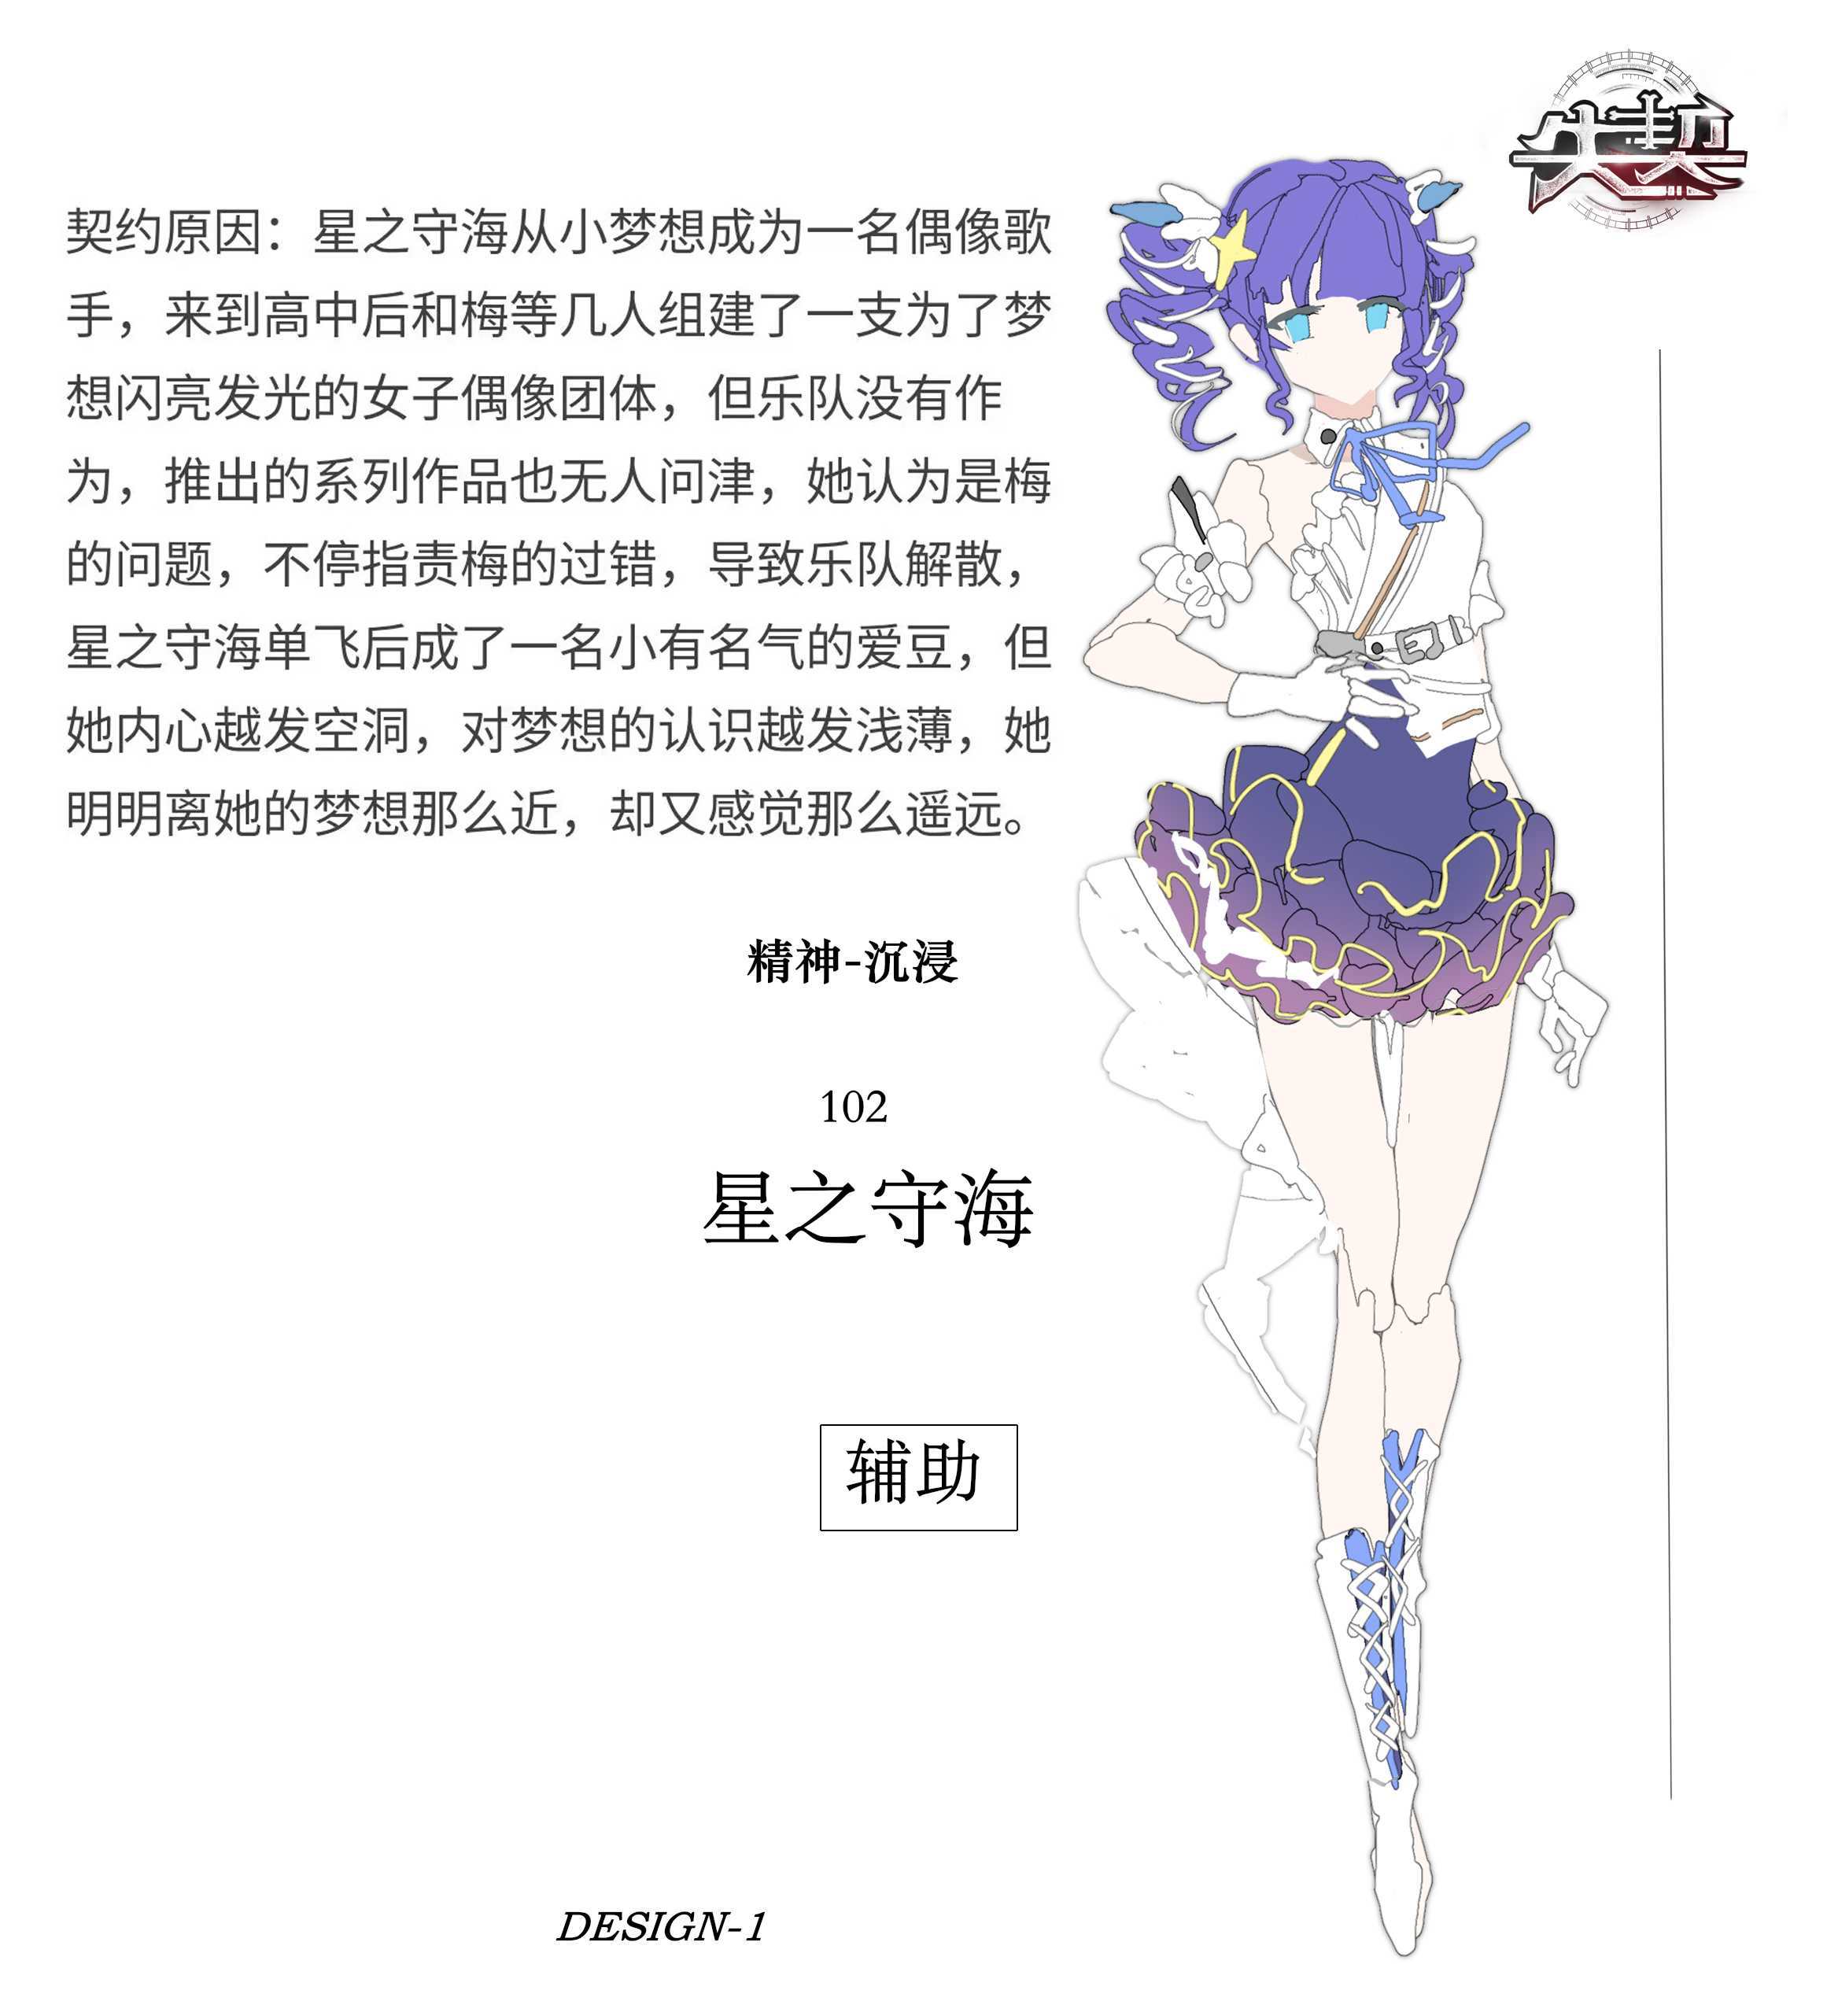 失契
契约原因：星之守海从小梦想成为一名偶像歌
手，来到高中后和梅等几人组建了一支为了梦
想闪亮发光的女子偶像团体，但乐队没有作
为，推出的系列作品也无人问津，她认为是梅
的问题，不停指责梅的过错，导致乐队解散，
星之守海单飞后成了一名小有名气的爱豆，但
她内心越发空洞，对梦想的认识越发浅薄，她
明明离她的梦想那么近，却又感觉那么遥远。
精神-沉浸
102
星之守海
辅助
DESIGN-1